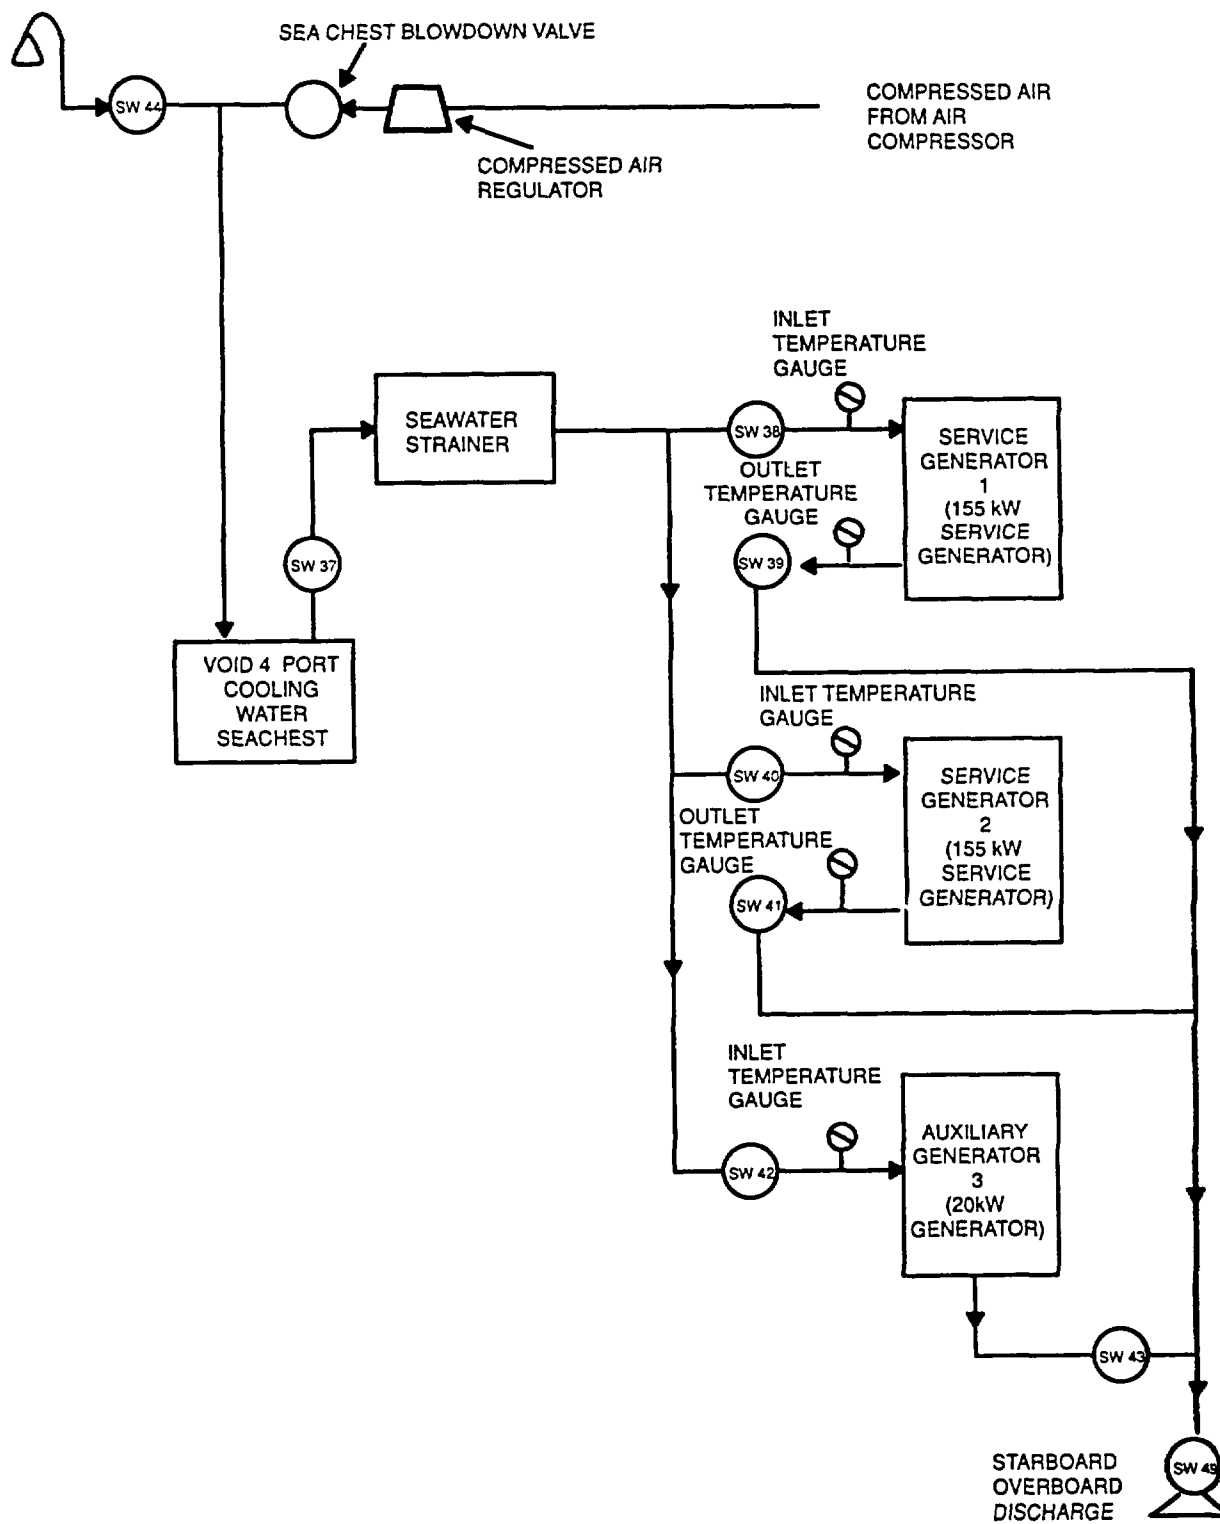 SEA CHEST BLOWDOWN VALVE
SW 44
COMPRESSED AIR
FROM AIR
COMPRESSOR
COMPRESSED AIR
REGULATOR
INLET
TEMPERATURE
GAUGE
SEAWATER
STRAINER
SW 38
SERVICE
GENERATOR
1
(155 kW
SERVICE
GENERATOR)
OUTLET
TEMPERATURE
GAUGE
SW 37
SW 39
VOID 4 PORT
COOLING
WATER
SEACHEST
INLET TEMPERATURE
GAUGE
SW 40
SERVICE
GENERATOR
2
(155 kW
SERVICE
GENERATOR)
OUTLET
TEMPERATURE
GAUGE
SW 41
INLET
TEMPERATURE
GAUGE
SW 42
AUXILIARY
GENERATOR
3
(20kW
GENERATOR)
SW 43
STARBOARD
OVERBOARD
DISCHARGE
SW 49